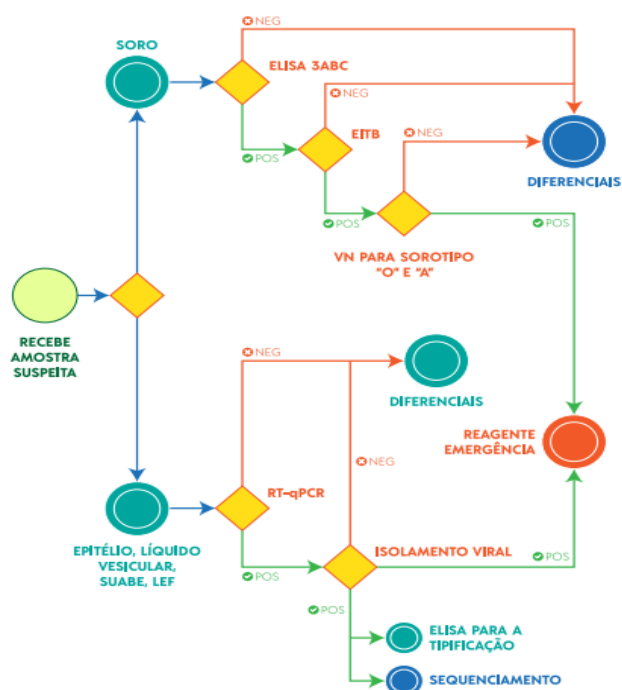 NEG
SORO
ELISA 3ABC
NEG
EITB
NEG
POS
DIFERENCIAIS
POS
POS
VN PARA SOROTIPO
"O" E "A"
RECEBE
AMOSTRA
SUSPEITA
NEG
DIFERENCIAIS
REAGENTE
EMERGÊNCIA
NEG
RT-qPCR
EPITÉLIO, LÍQUIDO
VESICULAR,
SUABE, LEF
ISOLAMENTO VIRAL
POS
POS
POS
ELISA PARA A
TIPIFICAÇÃO
SEQUENCIAMENTO